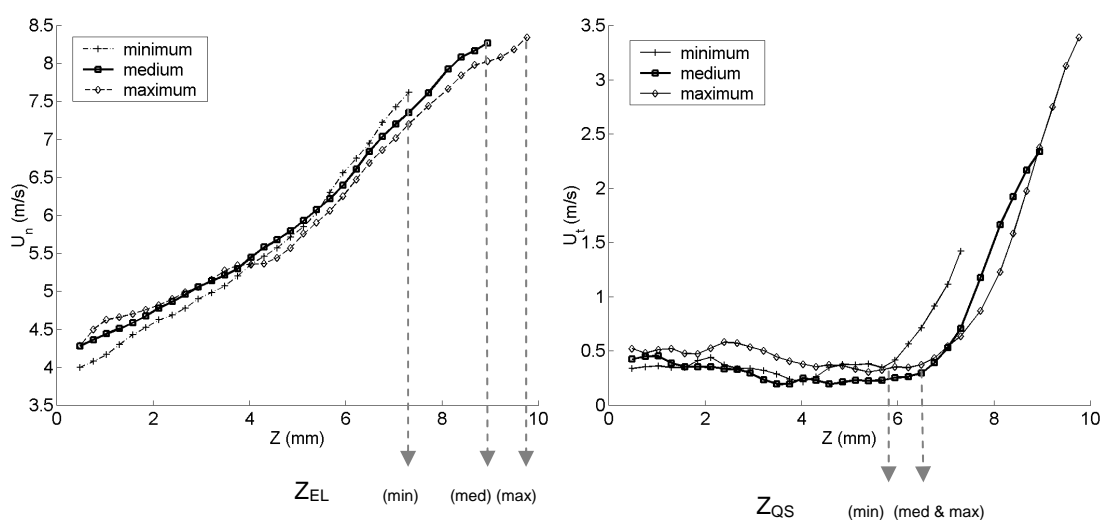 8.5
8
7.5
7
6.5
6
5.5
5
4.5
4
3.5
U_n (m/s)
minimum
medium
maximum
0 2 4 6 8 10
Z (mm)
Z_EL (min) (med) (max)
3.5
3
2.5
2
1.5
1
0.5
0
U_t (m/s)
minimum
medium
maximum
0 2 4 6 8 10
Z (mm)
Z_QS (min) (med & max)